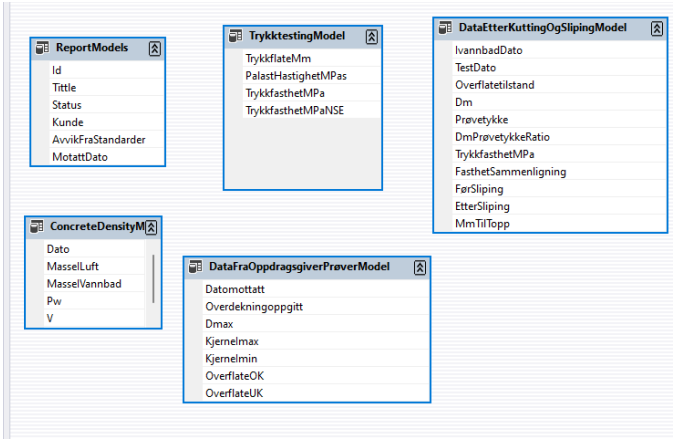 ReportModels
Id
Tittle
Status
Kunde
AvvikFraStandarder
MotattDato
TrykktestingModel
TrykkflateMm
PalastHastighetMPas
TrykkfasthetMPa
TrykkfasthetMPaNSE
DataEtterKuttingOgSlipingModel
IvannbadDato
TestDato
Overflatetilstand
Dm
Prøvetykke
DmPrøvetykkeRatio
TrykkfasthetMPa
FasthetSammenligning
FørSliping
EtterSliping
MmTilTopp
ConcreteDensityM
Dato
MasselLuft
MasselVannbad
Pw
V
DataFraOppdragsgiverPrøverModel
Datomottatt
Overdekningoppgitt
Dmax
Kjernelmax
Kjernelmin
OverflateOK
OverflateUK